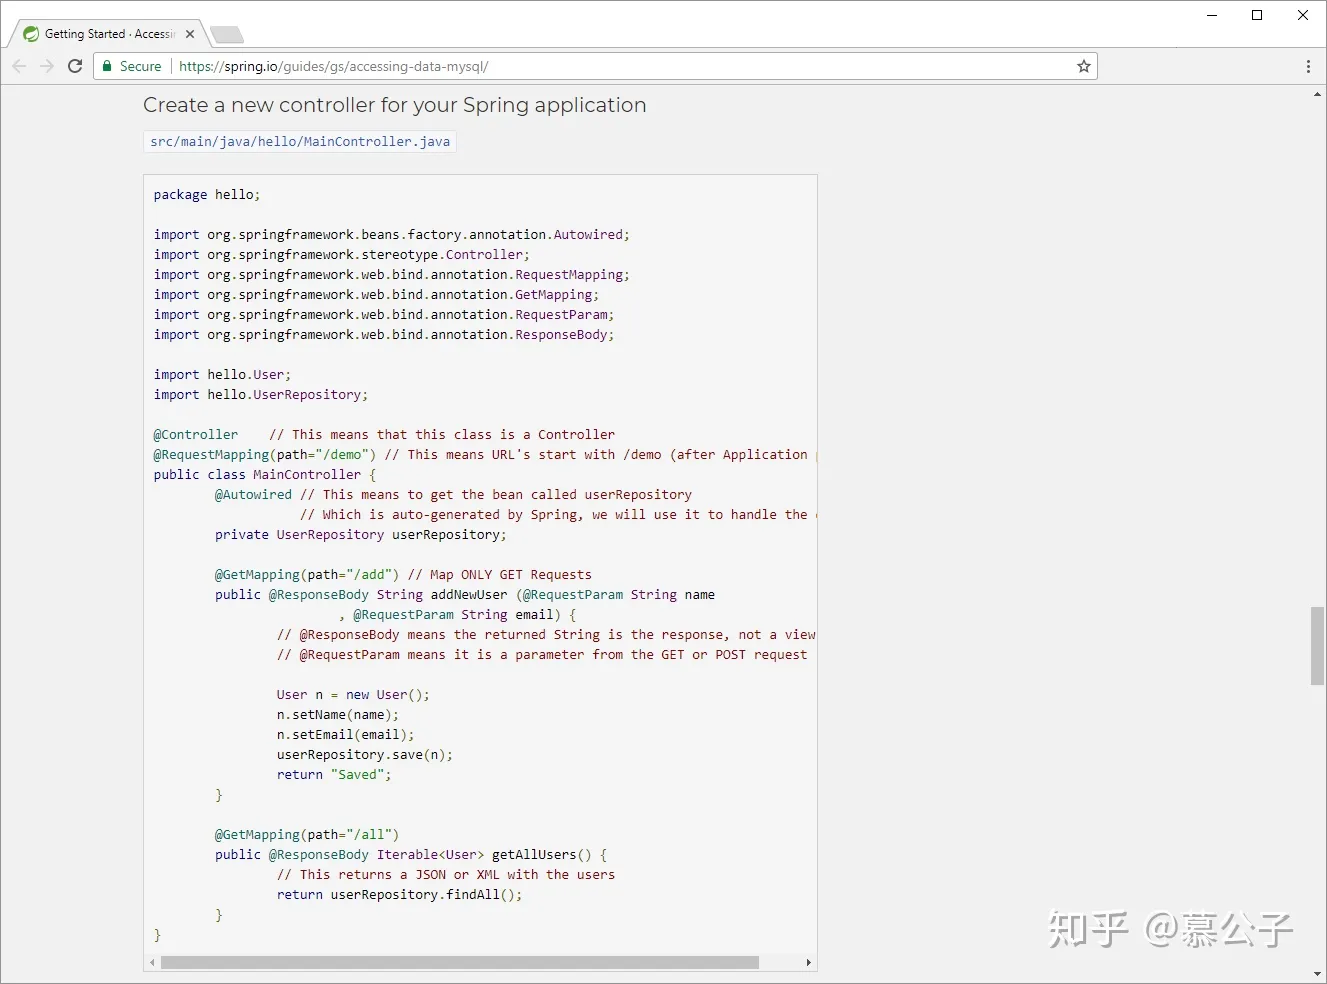 Getting Started · Accessi
Secure
https://spring.io/guides/gs/accessing-data-mysql/
Create a new controller for your Spring application
src/main/java/hello/MainController.java
package hello;
import org.springframework.beans.factory.annotation.Autowired;
import org.springframework.stereotype.Controller;
import org.springframework.web.bind.annotation.RequestMapping;
import org.springframework.web.bind.annotation.GetMapping;
import org.springframework.web.bind.annotation.RequestParam;
import org.springframework.web.bind.annotation.ResponseBody;
import hello.User;
import hello.UserRepository;
@Controller    // This means that this class is a Controller
@RequestMapping(path="/demo") // This means URL's start with /demo (after Application
public class MainController {
        @Autowired // This means to get the bean called userRepository
                   // Which is auto-generated by Spring, we will use it to handle the
        private UserRepository userRepository;
        @GetMapping(path="/add") // Map ONLY GET Requests
        public @ResponseBody String addNewUser (@RequestParam String name
                        , @RequestParam String email) {
                // @ResponseBody means the returned String is the response, not a view
                // @RequestParam means it is a parameter from the GET or POST request
                User n = new User();
                n.setName(name);
                n.setEmail(email);
                userRepository.save(n);
                return "Saved";
        }
        @GetMapping(path="/all")
        public @ResponseBody Iterable<User> getAllUsers() {
                // This returns a JSON or XML with the users
                return userRepository.findAll();
        }
}
知乎 @慕公子